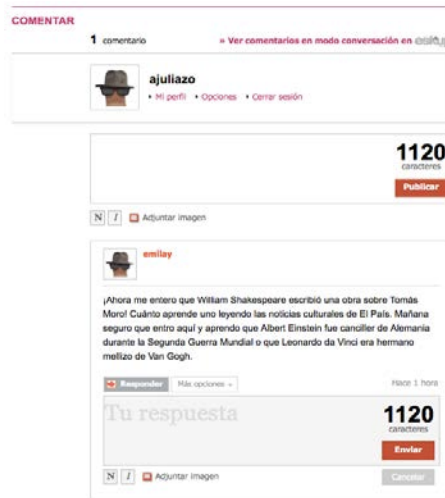 COMENTAR
1 comentario
» Ver comentarios en modo conversación en
ajuliazo
Mi perfil
Opciones
Cerrar sesión
1120
caracteres
Publicar
N I Adjuntar imagen
emilay
¡Ahora me entero que William Shakespeare escribió una obra sobre Tomás
Moro! Cuánto aprende uno leyendo las noticias culturales de El País. Mañana
seguro que entro aquí y aprendo que Albert Einstein fue canciller de Alemania
durante la Segunda Guerra Mundial o que Leonardo da Vinci era hermano
mellizo de Van Gogh.
Responder Más opciones » Hace 1 hora
Tu respuesta
1120
caracteres
Enviar
N I Adjuntar imagen
Cancelar